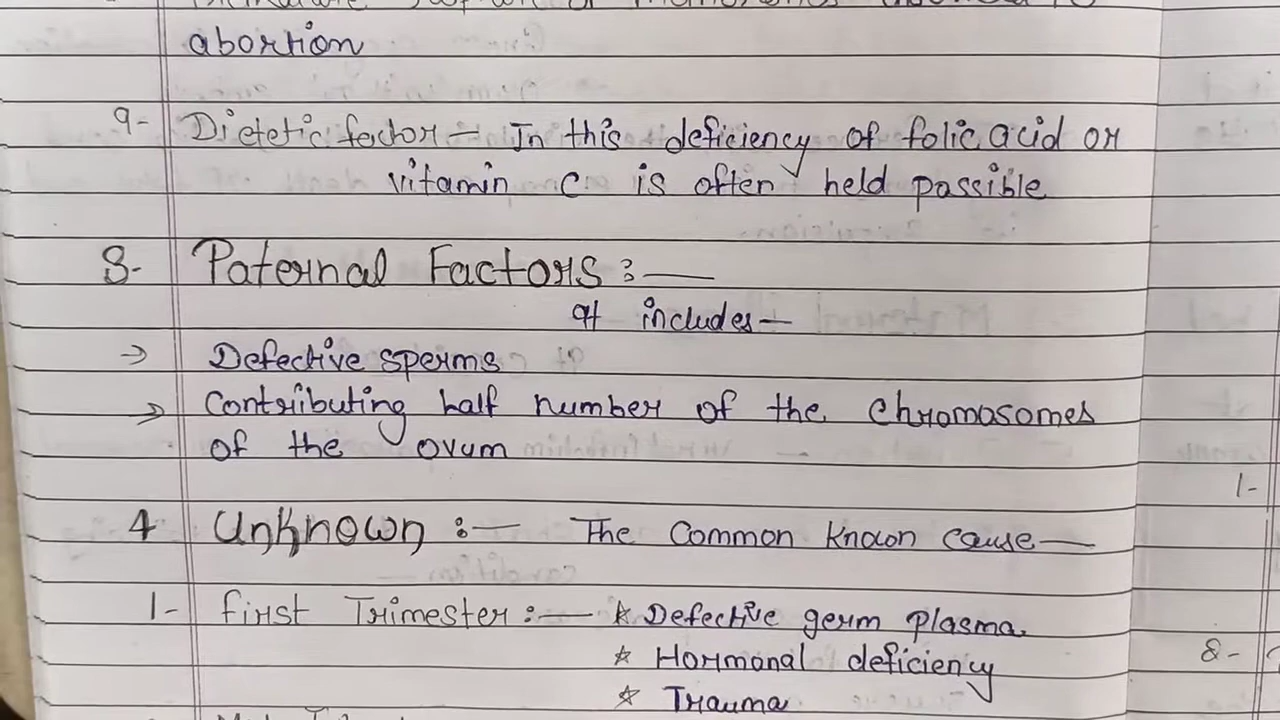 abortion
9- Dietetic factor - In this deficiency of folic acid or
vitamin C is often held possible
3- Paternal Factors :-
It includes -
→ Defective sperms
→ Contributing half number of the chromosomes
of the ovum
4 Unknown :- The Common Known cause -
1- First Trimester :- * Defective germ plasma
* Hormonal deficiency
* Trauma
1-
2-